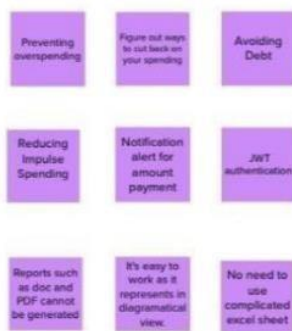 Preventing
overspending
Figure out ways
to cut back on
your spending
Avoiding
Debt
Reducing
Impulse
Spending
Notification
alert for
amount
payment
JWT
authentication
Reports such
as doc and
PDF cannot
be generated
It's easy to
work as it
represents in
diagramatical
view.
No need to
use
complicated
excel sheet